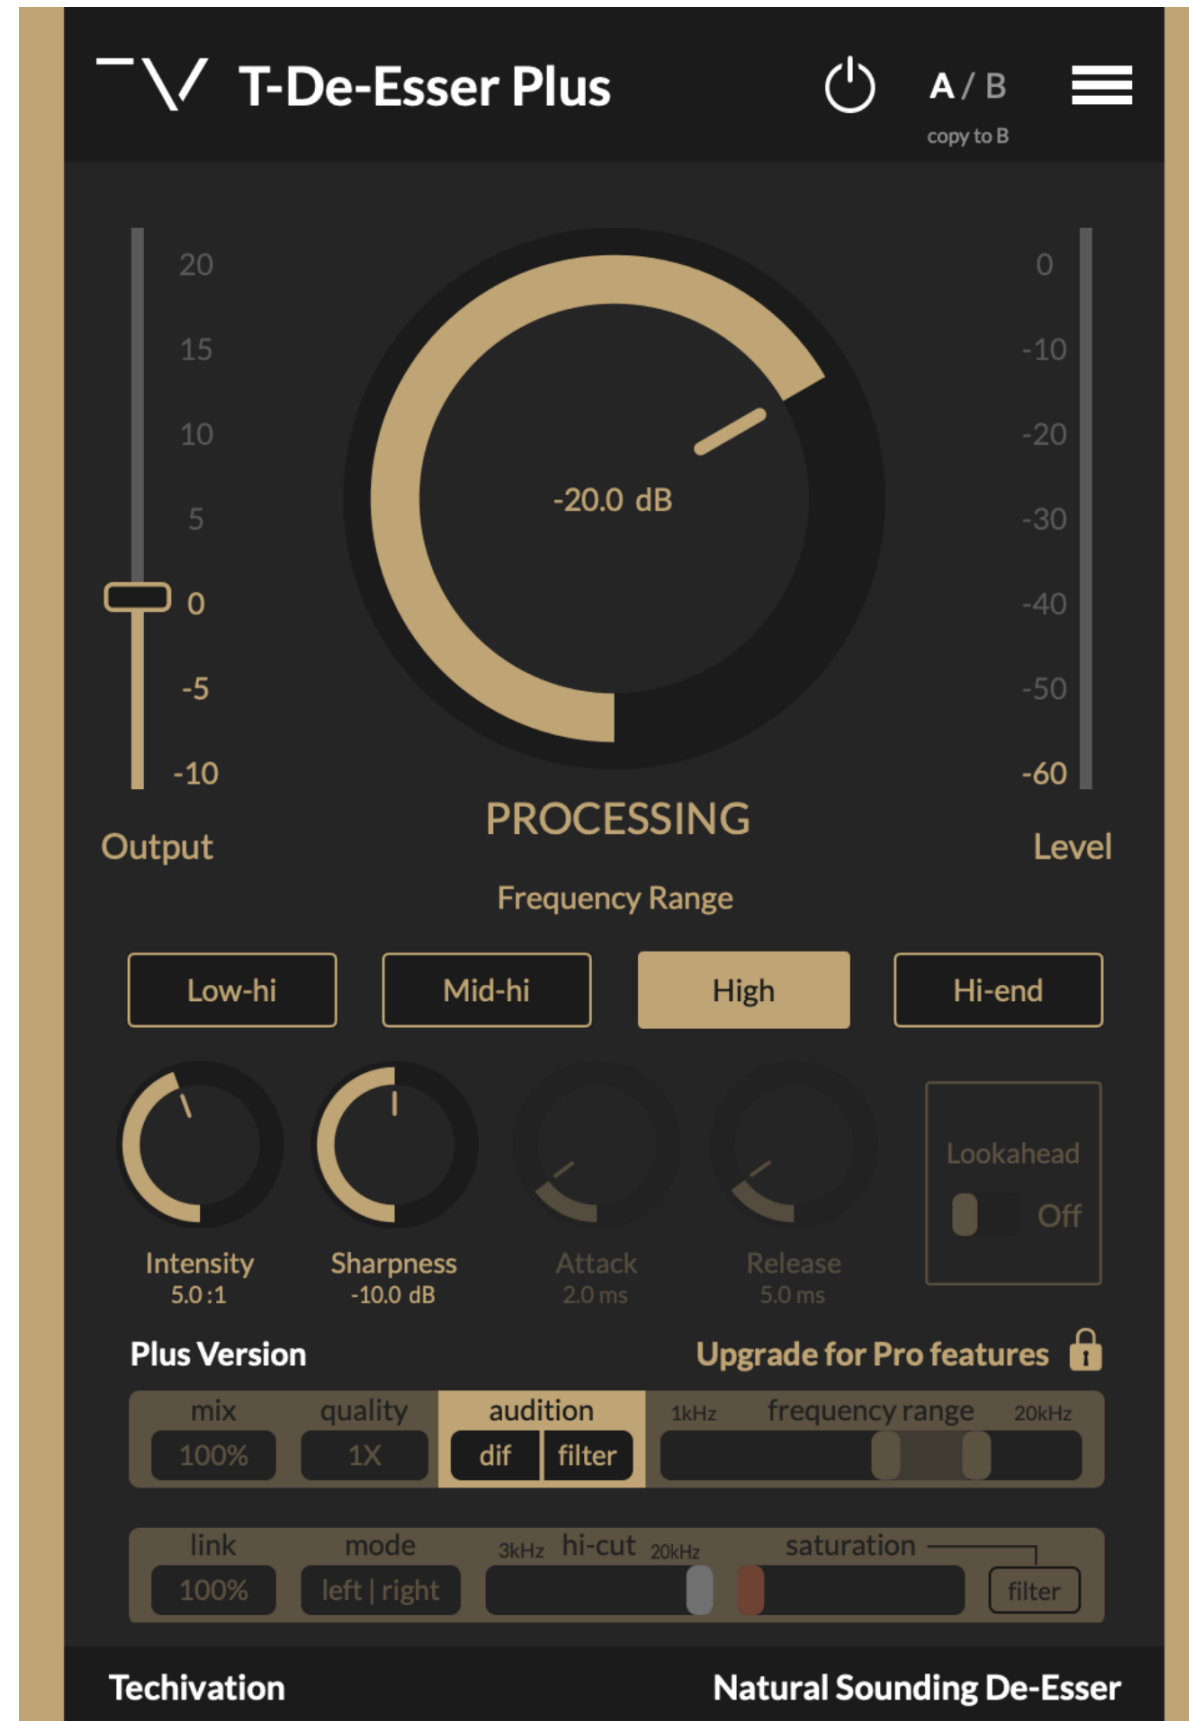 T-De-Esser Plus
A / B
copy to B
20
15
10
5
0
-5
-10
Output
-20.0 dB
PROCESSING
0
-10
-20
-30
-40
-50
-60
Level
Frequency Range
Low-hi Mid-hi High Hi-end
Intensity
5.0:1
Sharpness
-10.0 dB
Attack
2.0 ms
Release
5.0 ms
Lookahead
Off
Plus Version
Upgrade for Pro features
mix quality audition 1kHz frequency range 20kHz
100% 1X dif filter
link mode 3kHz hi-cut 20kHz saturation
100% left | right filter
Techivation
Natural Sounding De-Esser